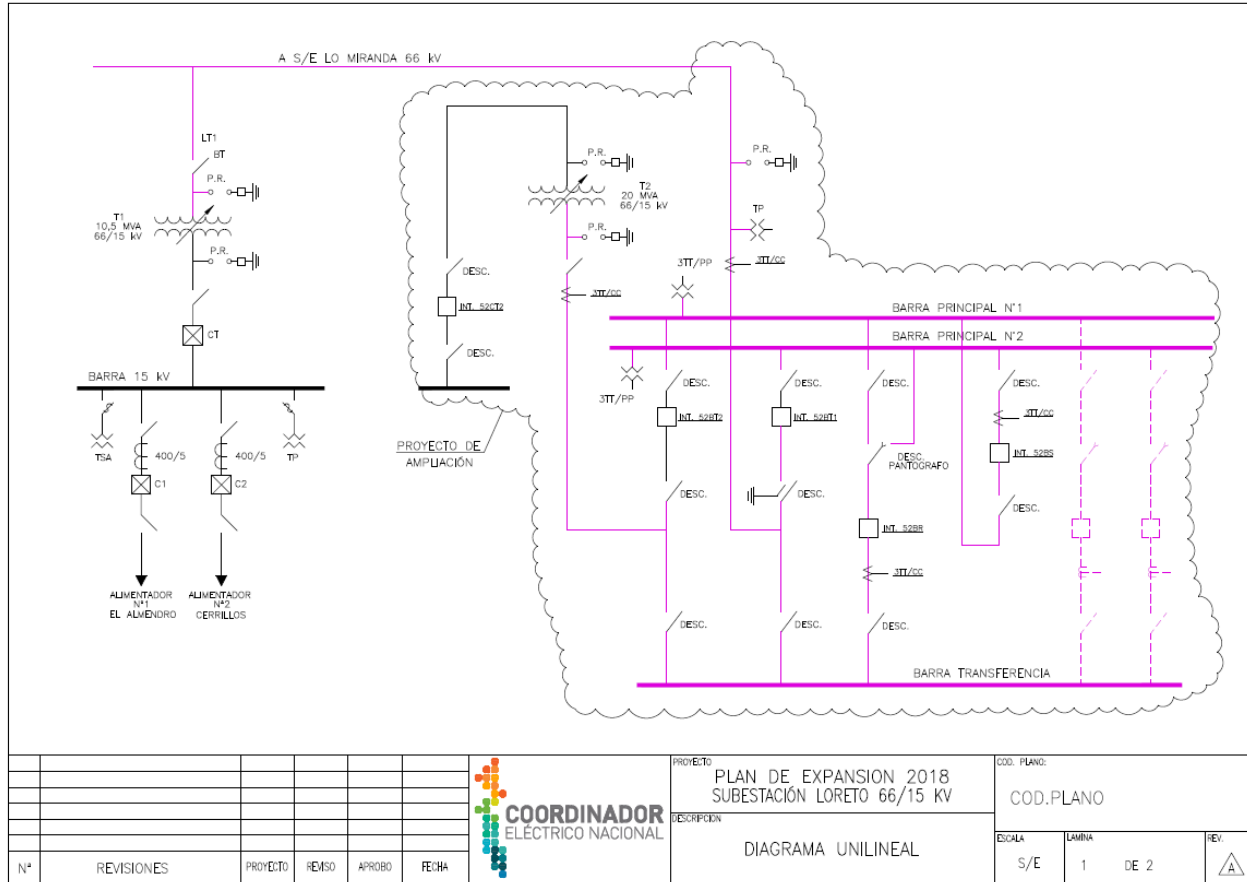 A S/E LO MIRANDA 66 kV
LT1
BT
P.R.
T1
10,5 MVA
66/15 kV
P.R.
CT
BARRA 15 kV
TSA
400/5
C1
400/5
C2
TP
ALIMENTADOR
Nº1
EL ALMENDRO
ALIMENTADOR
Nº2
CERRILLOS
P.R.
T2
20 MVA
66/15 kV
P.R.
DESC.
INT. 52CT2
DESC.
3TT/CC
PROYECTO DE
AMPLIACIÓN
P.R.
TP
3TT/CC
3TT/PP
BARRA PRINCIPAL N°1
BARRA PRINCIPAL N°2
3TT/PP
DESC.
INT. 52BT2
DESC.
DESC.
DESC.
INT. 52BT1
DESC.
DESC.
DESC.
DESC.
PANTOGRAFO
INT. 52BR
3TT/CC
DESC.
DESC.
3TT/CC
INT. 52BS
DESC.
BARRA TRANSFERENCIA
Nº
REVISIONES
PROYECTO
REVISO
APROBO
FECHA
COORDINADOR
ELÉCTRICO NACIONAL
PROYECTO
PLAN DE EXPANSION 2018
SUBESTACIÓN LORETO 66/15 KV
DESCRIPCION
DIAGRAMA UNILINEAL
COD. PLANO:
COD.PLANO
ESCALA
S/E
LAMINA
1 DE 2
REV.
A